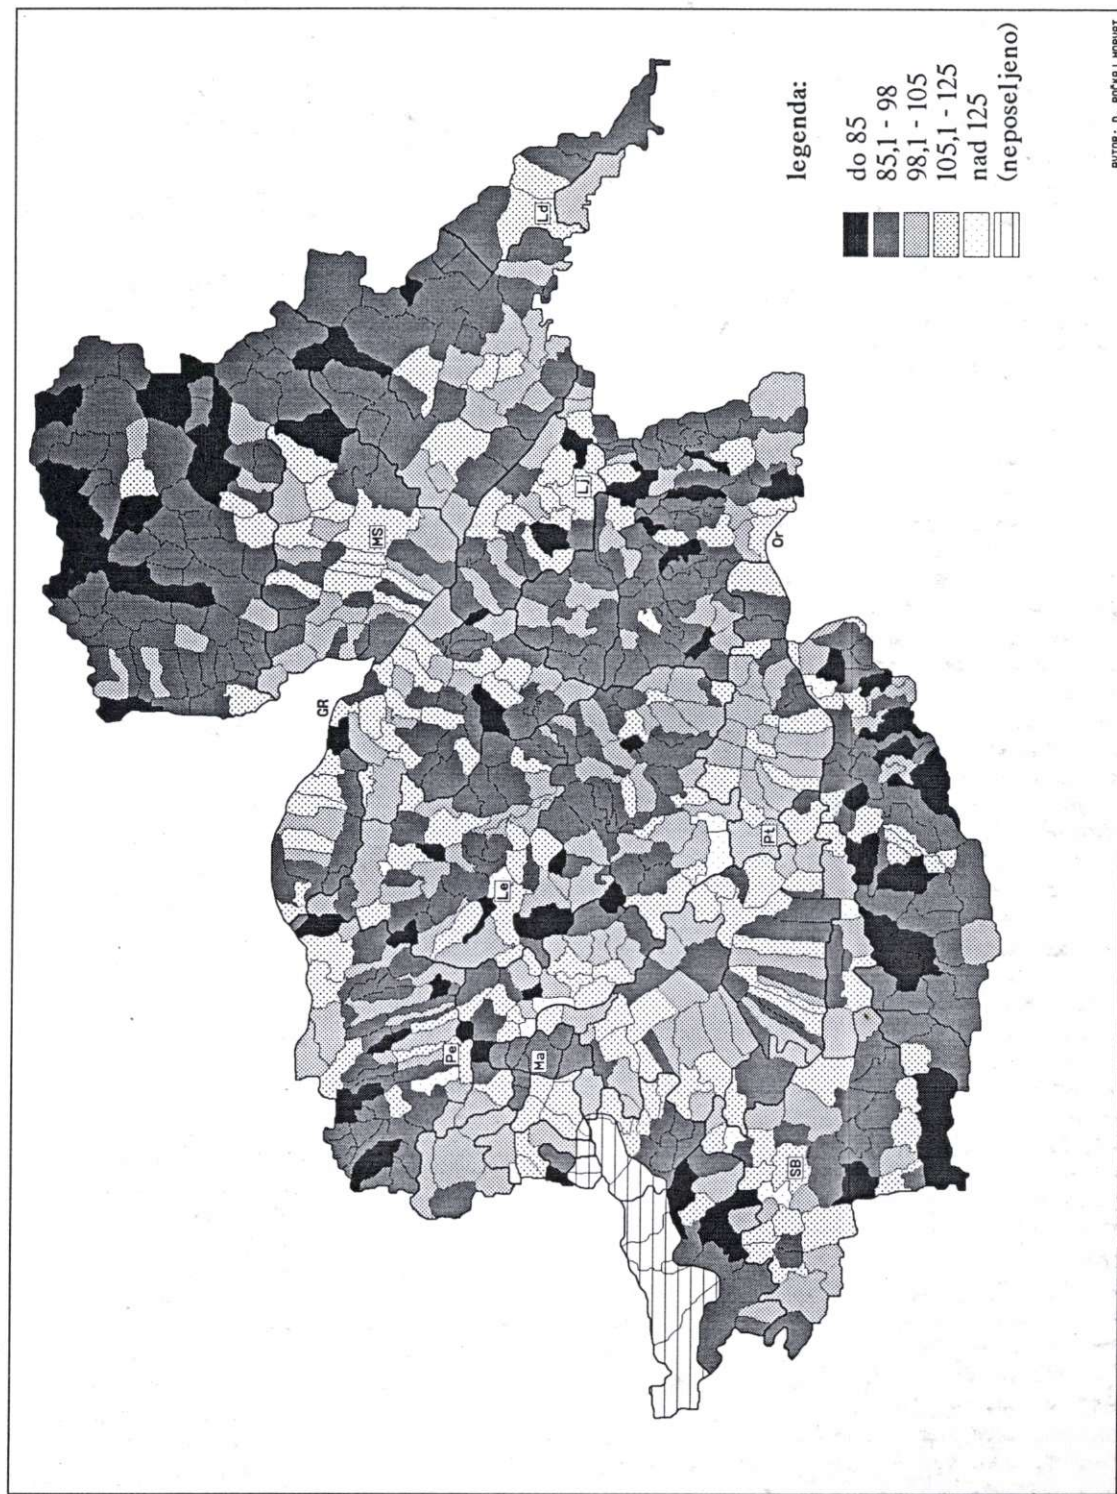 GR
MS
Pe
Le
Ma
Ld
LJ
Pt
Or
SB
legenda:
do 85
85,1 - 98
98,1 - 105
105,1 - 125
nad 125
(neposeljeno)
AVTOR: D.